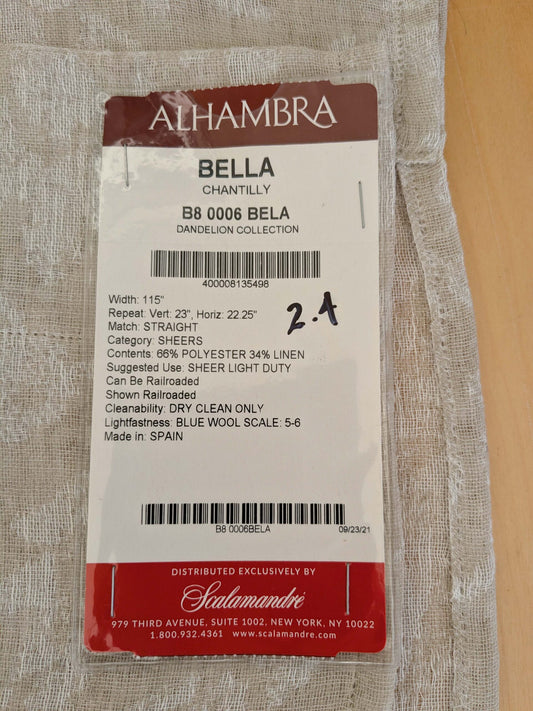 ALHAMBRA
BELLA
CHANTILLY
B8 0006 BELA
DANDELION COLLECTION
400008135498
Width: 115"
Repeat: Vert: 23", Horiz: 22.25"
Match: STRAIGHT
Category: SHEERS
Contents: 66% POLYESTER 34% LINEN
Suggested Use: SHEER LIGHT DUTY
Can Be Railroaded
Shown Railroaded
Cleanability: DRY CLEAN ONLY
Lightfastness: BLUE WOOL SCALE: 5-6
Made in: SPAIN
2.4
B8 0006BELA 09/23/21
DISTRIBUTED EXCLUSIVELY BY
Scalamandré
979 THIRD AVENUE, SUITE 1002, NEW YORK, NY 10022
1.800.932.4361 www.scalamandre.com